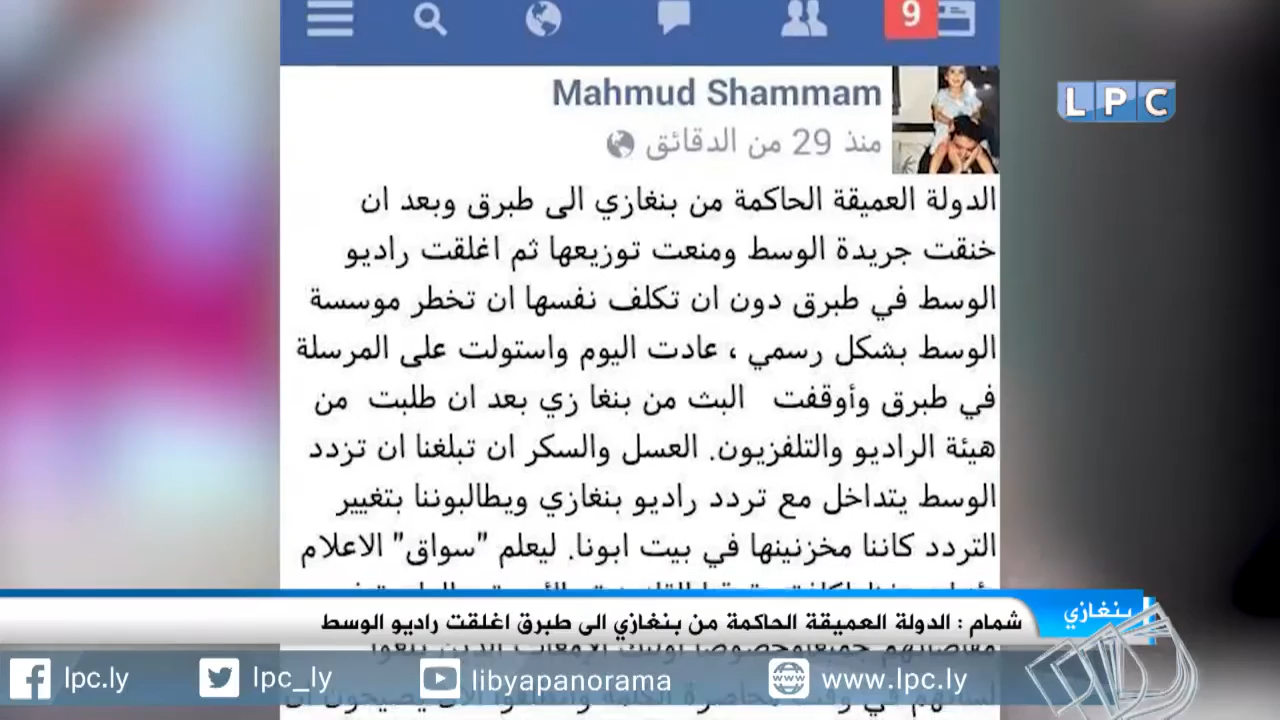 9
Mahmud Shammam
LPC
منذ 29 من الدقائق
الدولة العميقة الحاكمة من بنغازي الى طبرق وبعد ان
خنقت جريدة الوسط ومنعت توزيعها ثم اغلقت راديو
الوسط في طبرق دون ان تكلف نفسها ان تخطر موسسة
الوسط بشكل رسمي ، عادت اليوم واستولت على المرسلة
في طبرق وأوقفت البث من بنغا زي بعد ان طلبت من
هيئة الراديو والتلفزيون. العسل والسكر ان تبلغنا ان تزدد
الوسط يتداخل مع تردد راديو بنغازي ويطالبوننا بتغيير
التردد كاننا مخزنينها في بيت ابونا. ليعلم "سواق" الاعلام
بنغازي
شمام : الدولة العميقة الحاكمة من بنغازي الى طبرق اغلقت راديو الوسط
lpc.ly
lpc_ly
libyapanorama
www.lpc.ly